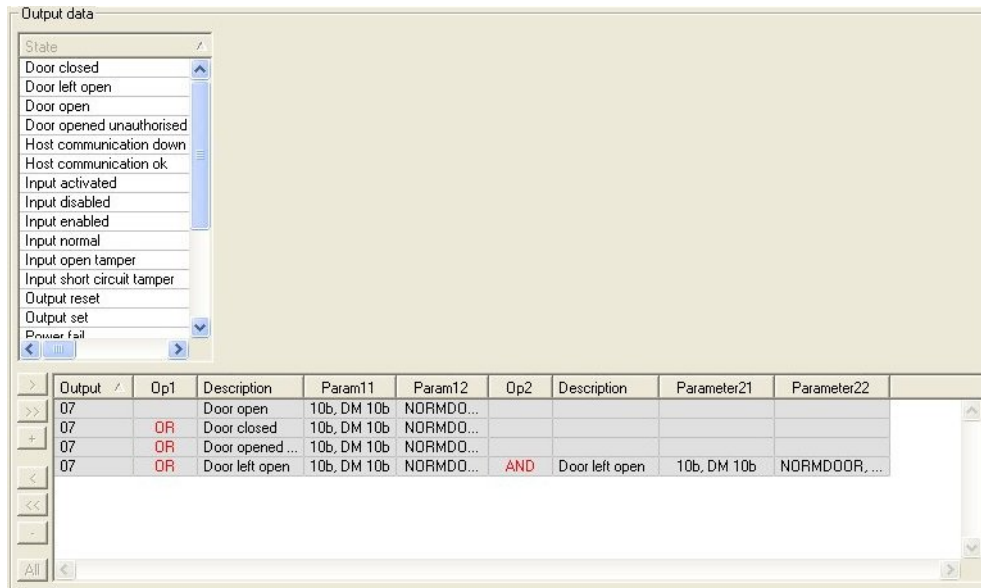 Output data
State
Door closed
Door left open
Door open
Door opened unauthorised
Host communication down
Host communication ok
Input activated
Input disabled
Input enabled
Input normal
Input open tamper
Input short circuit tamper
Output reset
Output set
Power fail
> Output Op1 Description Param11 Param12 Op2 Description Parameter21 Parameter22
>> 07 Door open 10b, DM 10b NORMDO...
07 OR Door closed 10b, DM 10b NORMDO...
+ 07 OR Door opened ... 10b, DM 10b NORMDO...
07 OR Door left open 10b, DM 10b NORMDO... AND Door left open 10b, DM 10b NORMDOOR, ...
<
<<
-
All